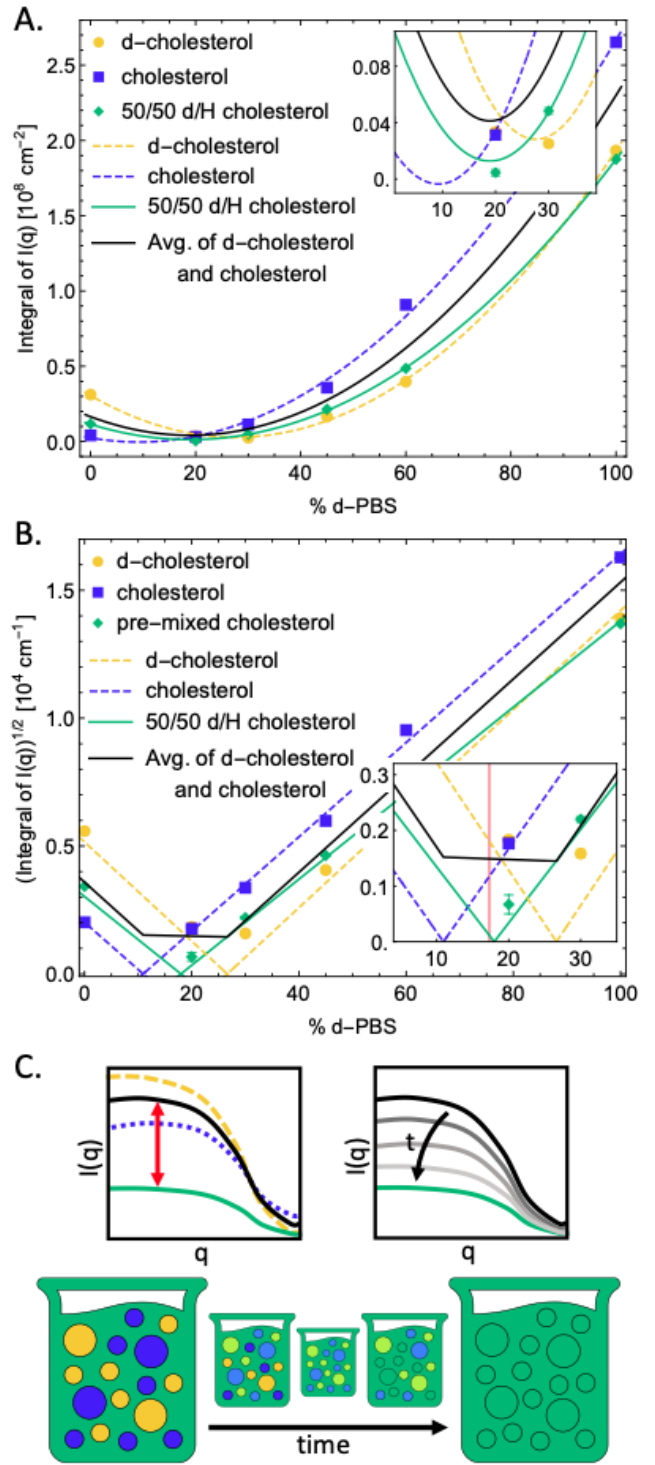 A.
Integral of I(q) [10⁸ cm⁻²]
d-cholesterol
cholesterol
50/50 d/H cholesterol
d-cholesterol
cholesterol
50/50 d/H cholesterol
Avg. of d-cholesterol
and cholesterol
2.5
2.0
1.5
1.0
0.5
0.0
0 20 40 60 80 100
% d-PBS
0.08
0.04
0.
10 20 30
B.
(Integral of I(q))^1/2 [10⁴ cm⁻¹]
d-cholesterol
cholesterol
pre-mixed cholesterol
d-cholesterol
cholesterol
50/50 d/H cholesterol
Avg. of d-cholesterol
and cholesterol
1.5
1.0
0.5
0.0
0 20 40 60 80 100
% d-PBS
0.3
0.2
0.1
0.
10 20 30
C.
I(q)
q
I(q)
t
q
time